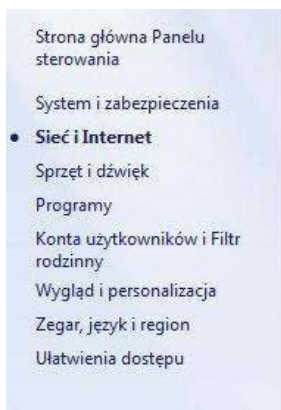 Strona główna Panelu
sterowania
System i zabezpieczenia
Sieć i Internet
Sprzęt i dźwięk
Programy
Konta użytkowników i Filtr
rodzinny
Wygląd i personalizacja
Zegar, język i region
Ułatwienia dostępu